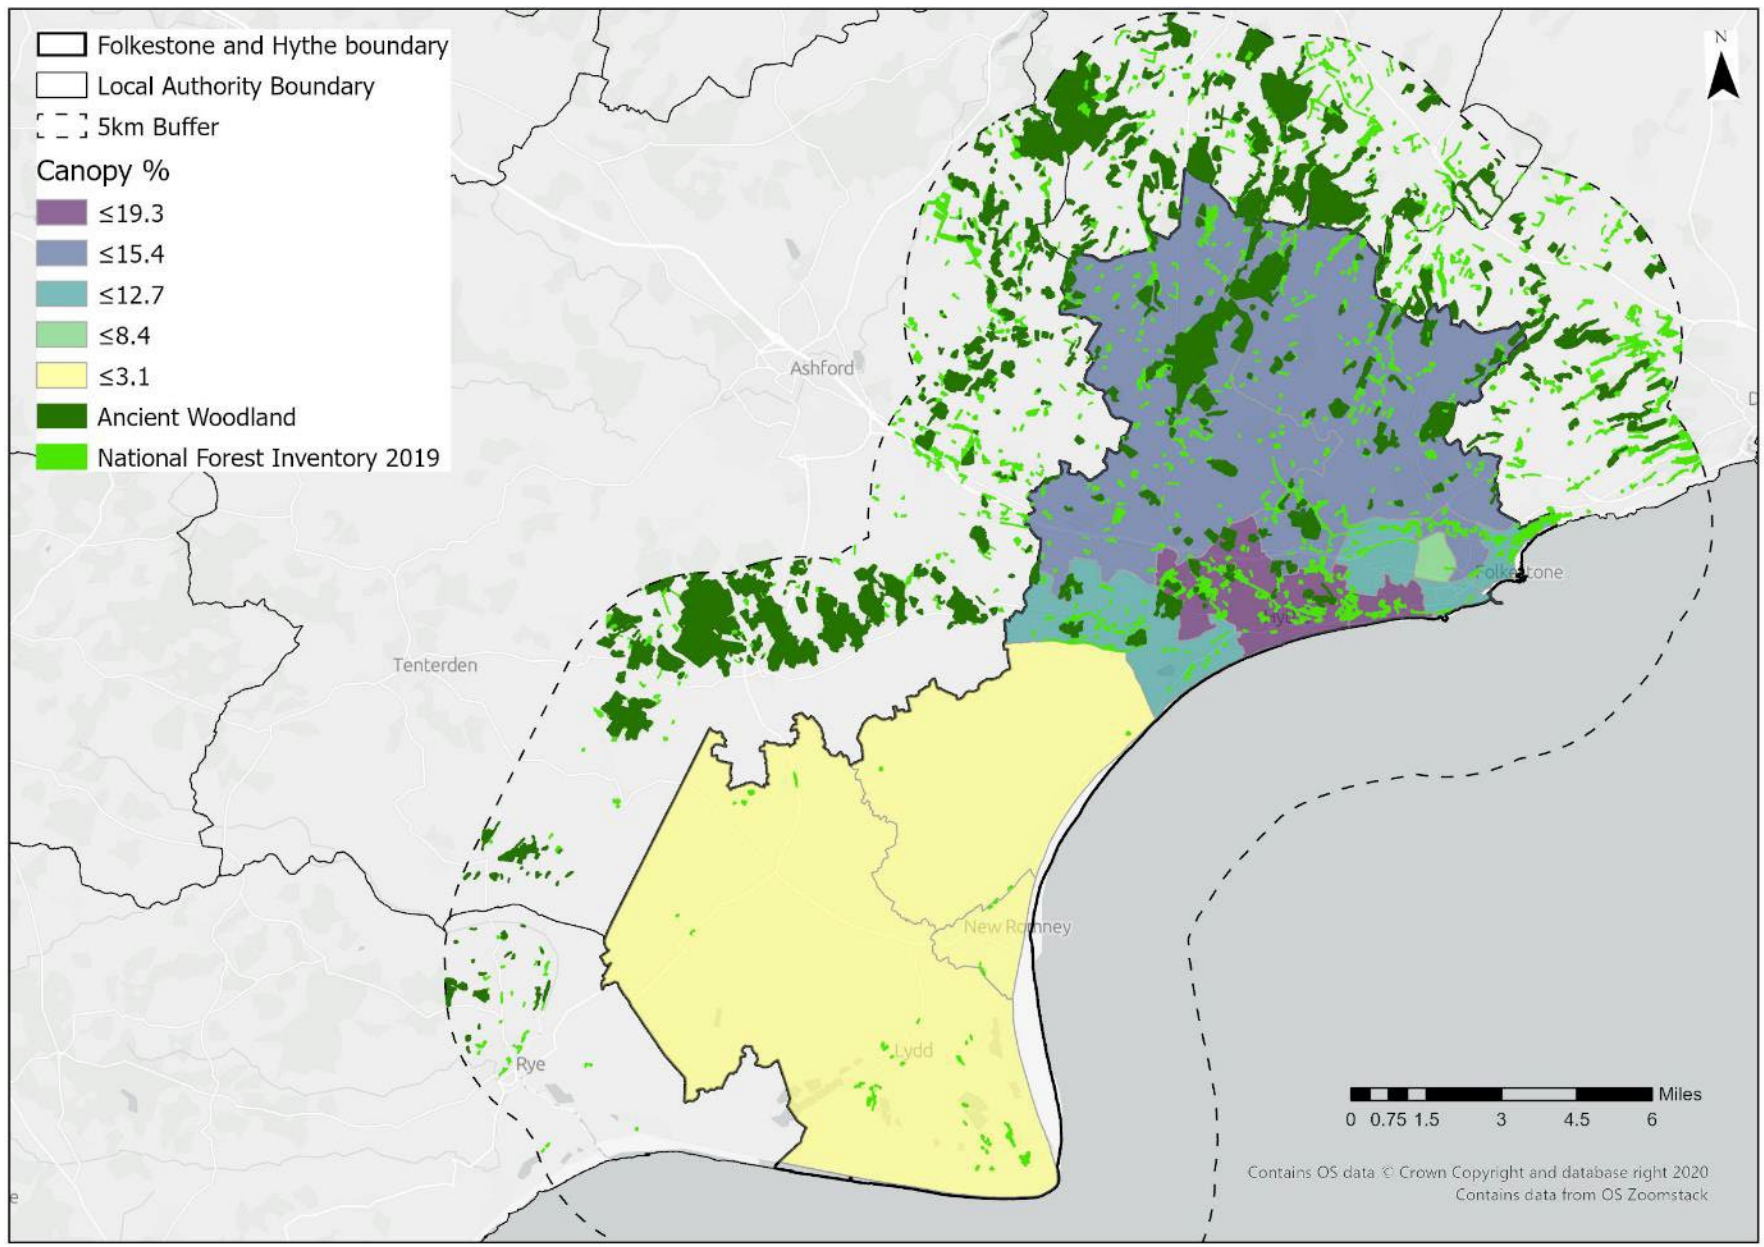 Folkestone and Hythe boundary
Local Authority Boundary
5km Buffer
Canopy %
≤19.3
≤15.4
≤12.7
≤8.4
≤3.1
Ancient Woodland
National Forest Inventory 2019
N
Ashford
Folkestone
Tenterden
New Romney
Lydd
Rye
Miles
0 0.75 1.5 3 4.5 6
Contains OS data © Crown Copyright and database right 2020
Contains data from OS Zoomstack